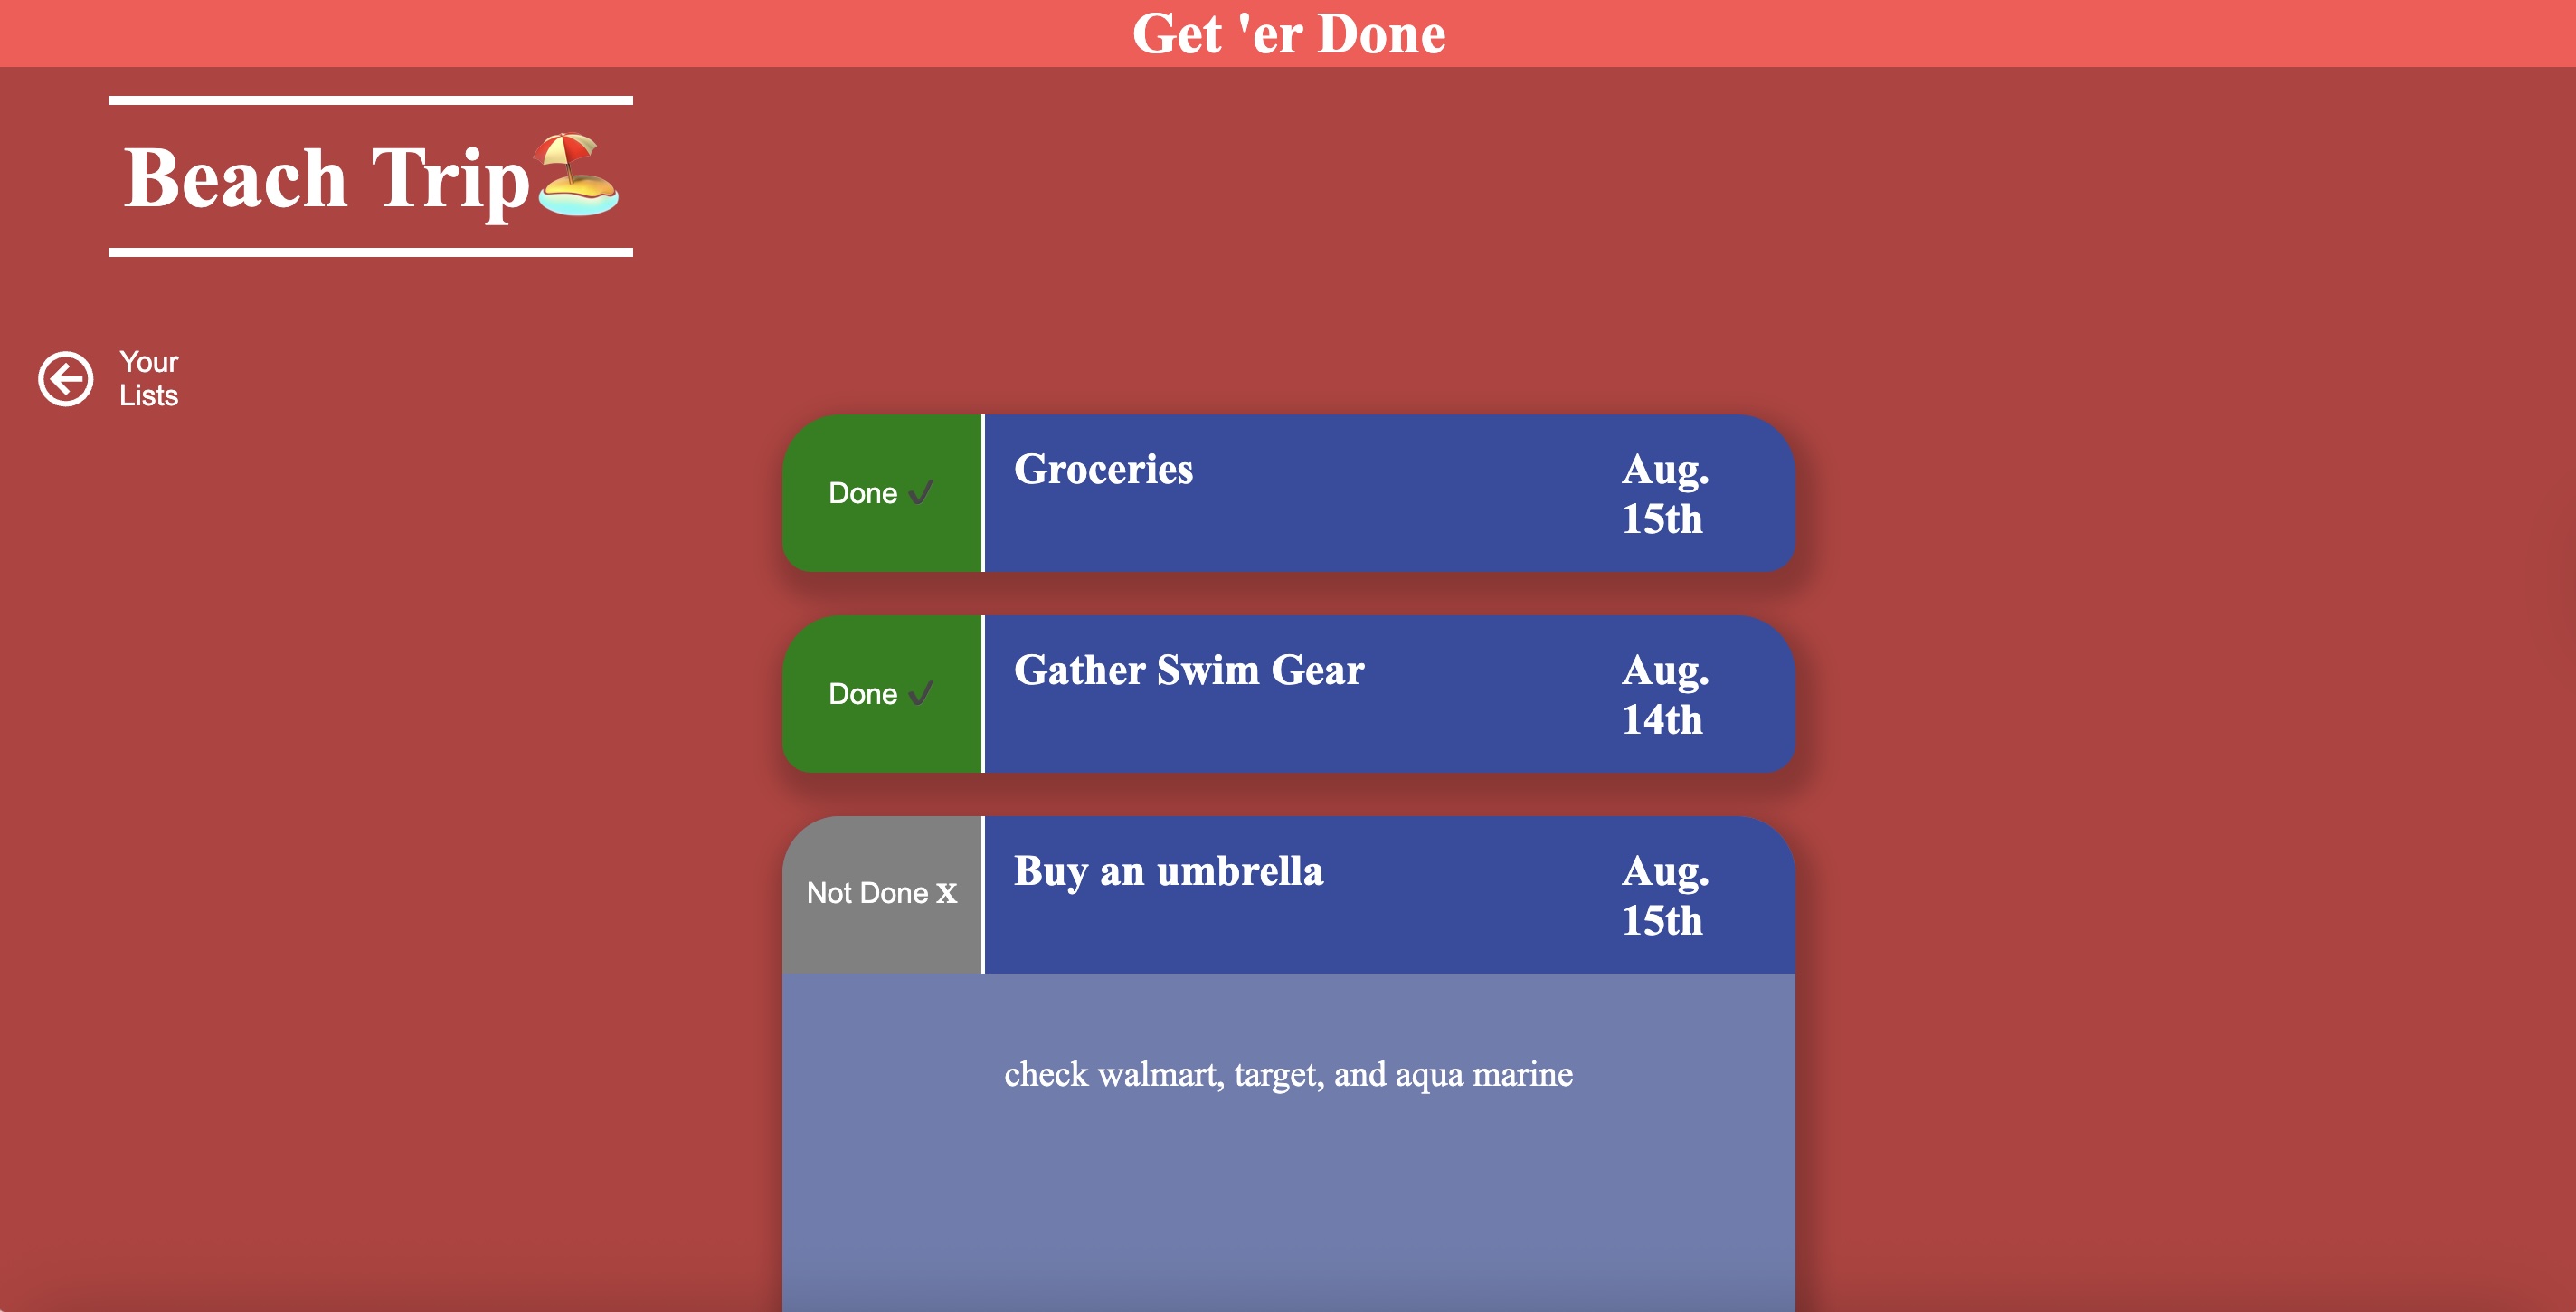 Get 'er Done
Beach Trip🏖️
Your
Lists
Done ✔
Groceries
Aug.
15th
Done ✔
Gather Swim Gear
Aug.
14th
Not Done x
Buy an umbrella
Aug.
15th
check walmart, target, and aqua marine